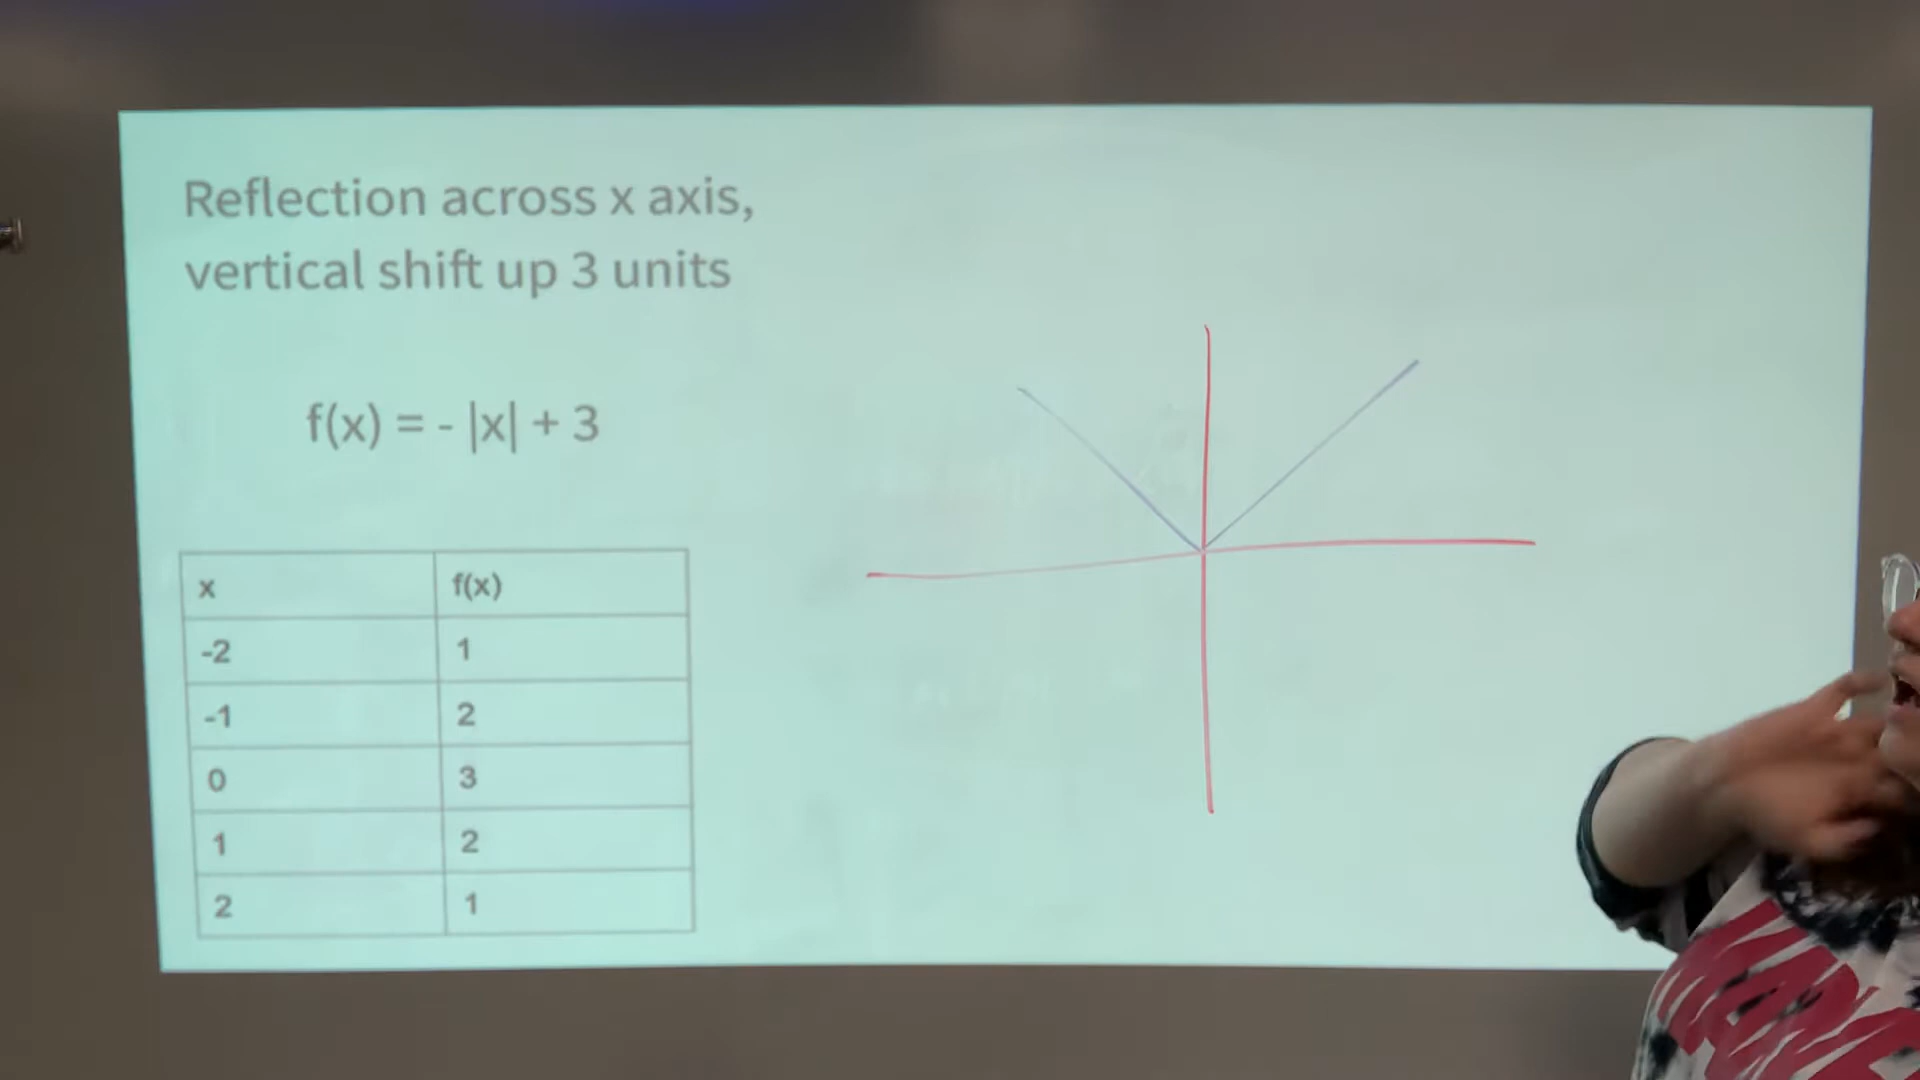 Reflection across x axis,
vertical shift up 3 units
f(x) = - |x| + 3
x f(x)
-2 1
-1 2
0 3
1 2
2 1